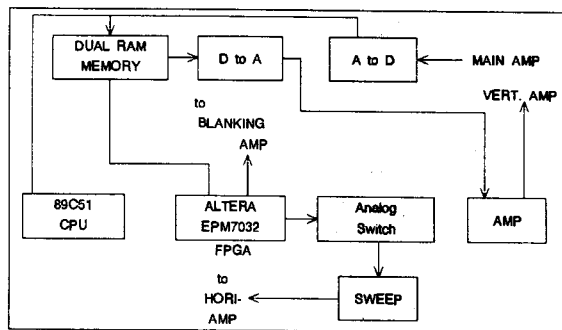 DUAL RAM
MEMORY
D to A
A to D
MAIN AMP
VERT. AMP
to
BLANKING
AMP
89C51
CPU
ALTERA
EPM7032
FPGA
Analog
Switch
AMP
to
HORI-
AMP
SWEEP